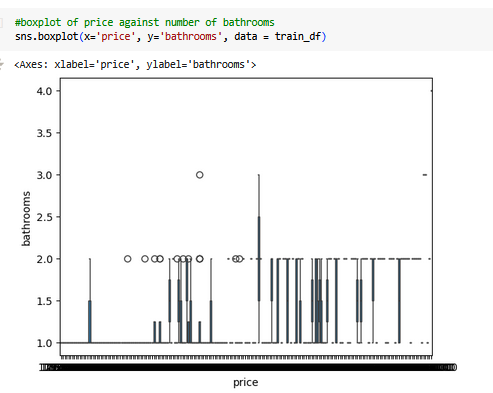 #boxplot of price against number of bathrooms
sns.boxplot(x='price', y='bathrooms', data = train_df)
<Axes: xlabel='price', ylabel='bathrooms'>
4.0
3.5
3.0
2.5
2.0
1.5
1.0
bathrooms
price